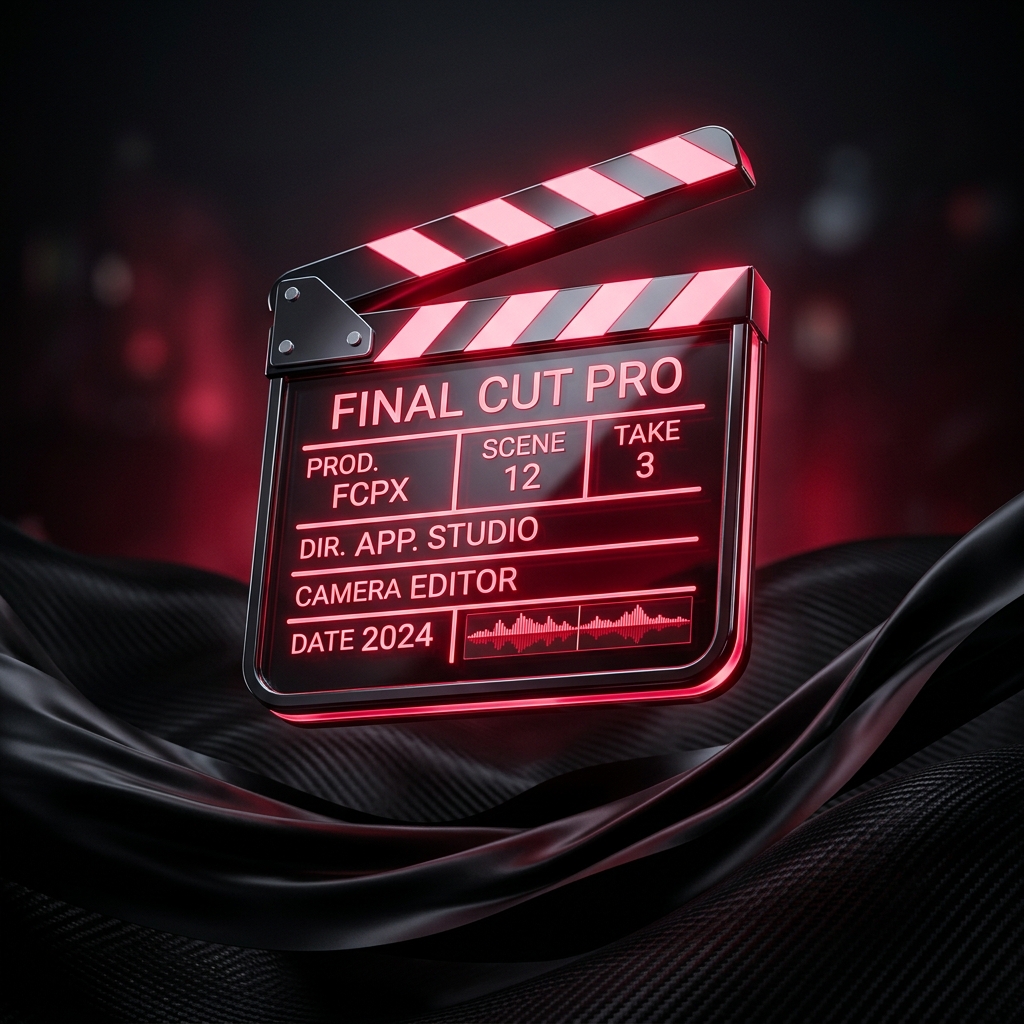 FINAL CUT PRO
PROD.
FCPX
SCENE
12
TAKE
3
DIR. APP. STUDIO
CAMERA EDITOR
DATE 2024